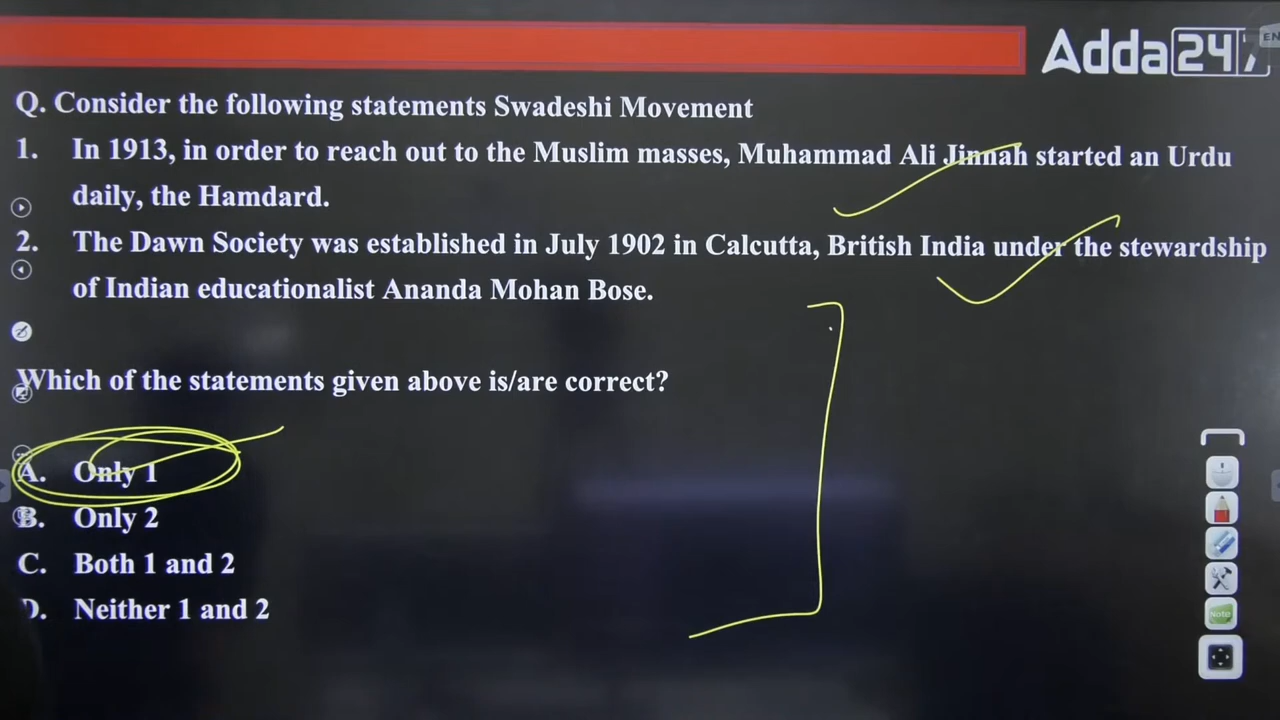 Adda247
EN
Q. Consider the following statements Swadeshi Movement
1. In 1913, in order to reach out to the Muslim masses, Muhammad Ali Jinnah started an Urdu
daily, the Hamdard.
2. The Dawn Society was established in July 1902 in Calcutta, British India under the stewardship
of Indian educationalist Ananda Mohan Bose.
Which of the statements given above is/are correct?
A. Only 1
B. Only 2
C. Both 1 and 2
D. Neither 1 and 2
Note